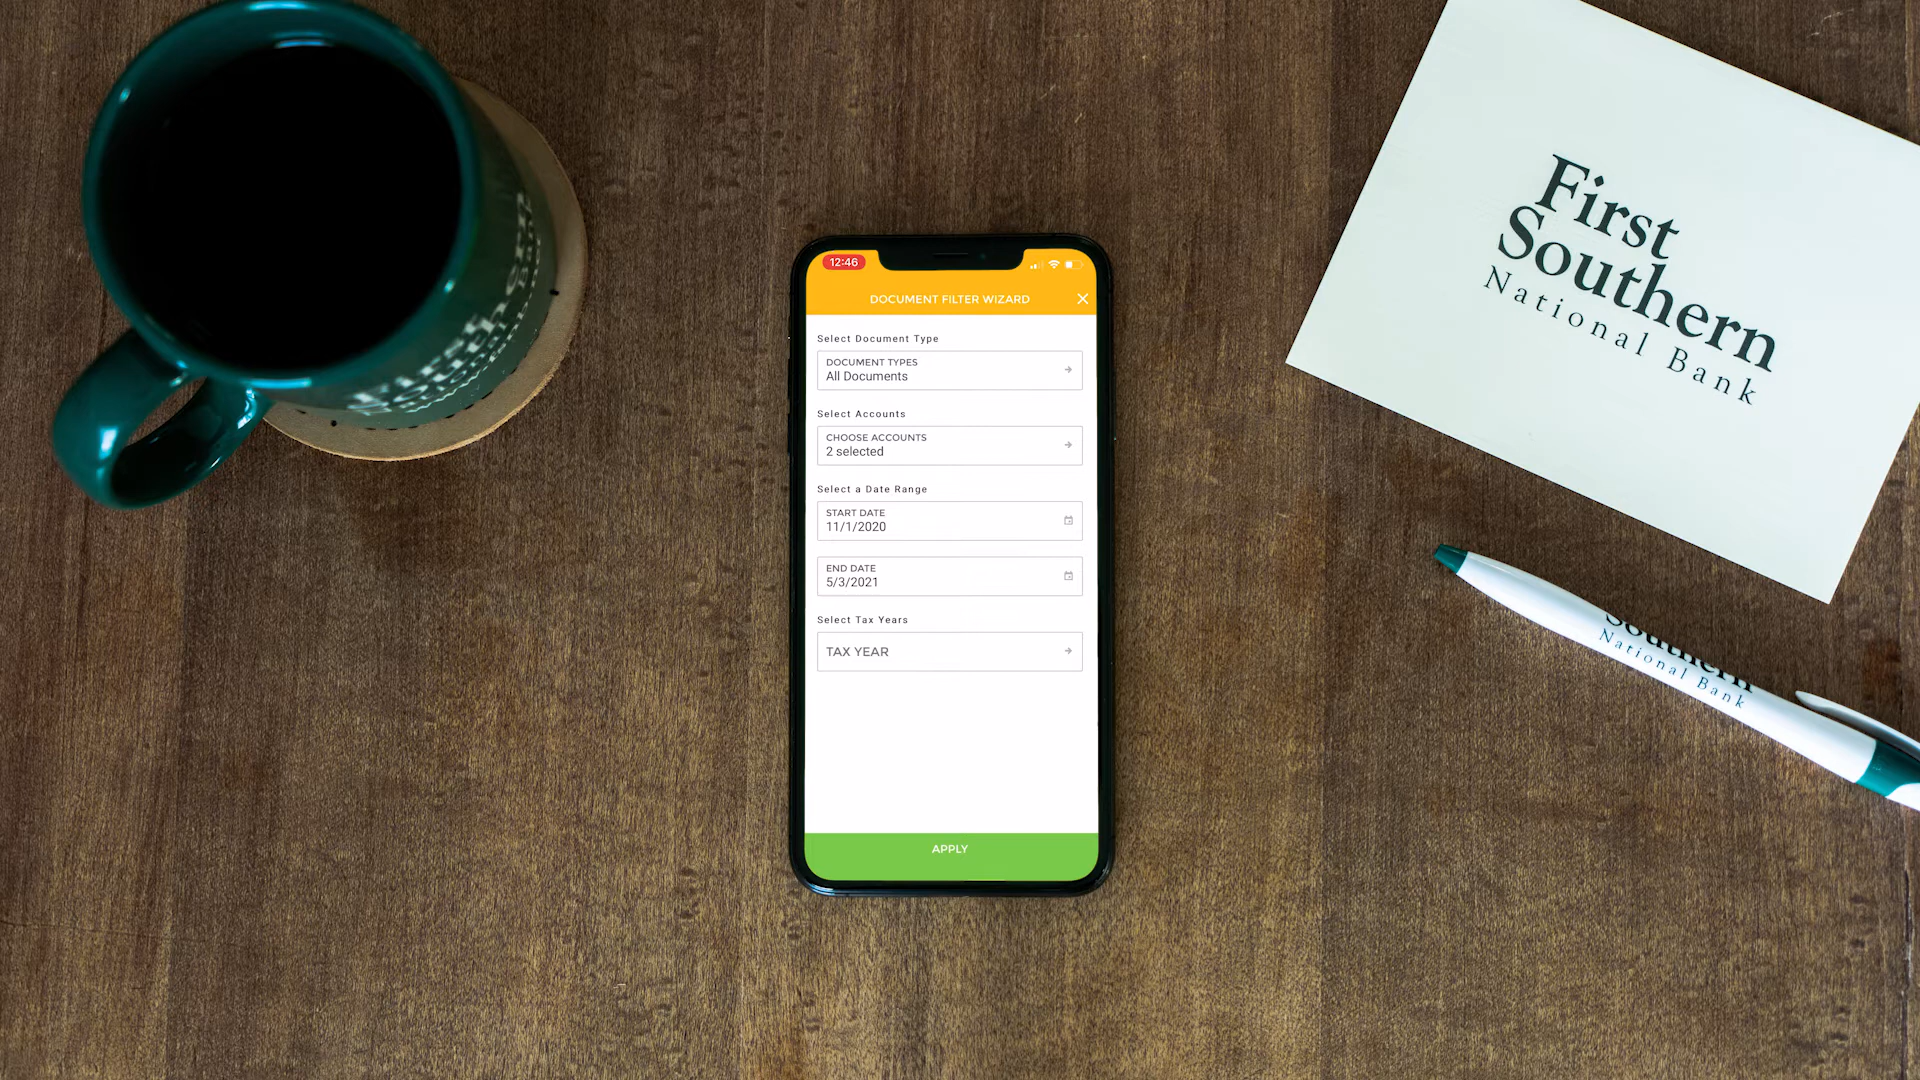 12:46
DOCUMENT FILTER WIZARD
Select Document Type
DOCUMENT TYPES
All Documents
Select Accounts
CHOOSE ACCOUNTS
2 selected
Select a Date Range
START DATE
11/1/2020
END DATE
5/3/2021
Select Tax Years
TAX YEAR
APPLY
First
Southern
National Bank
Southern
National Bank
First